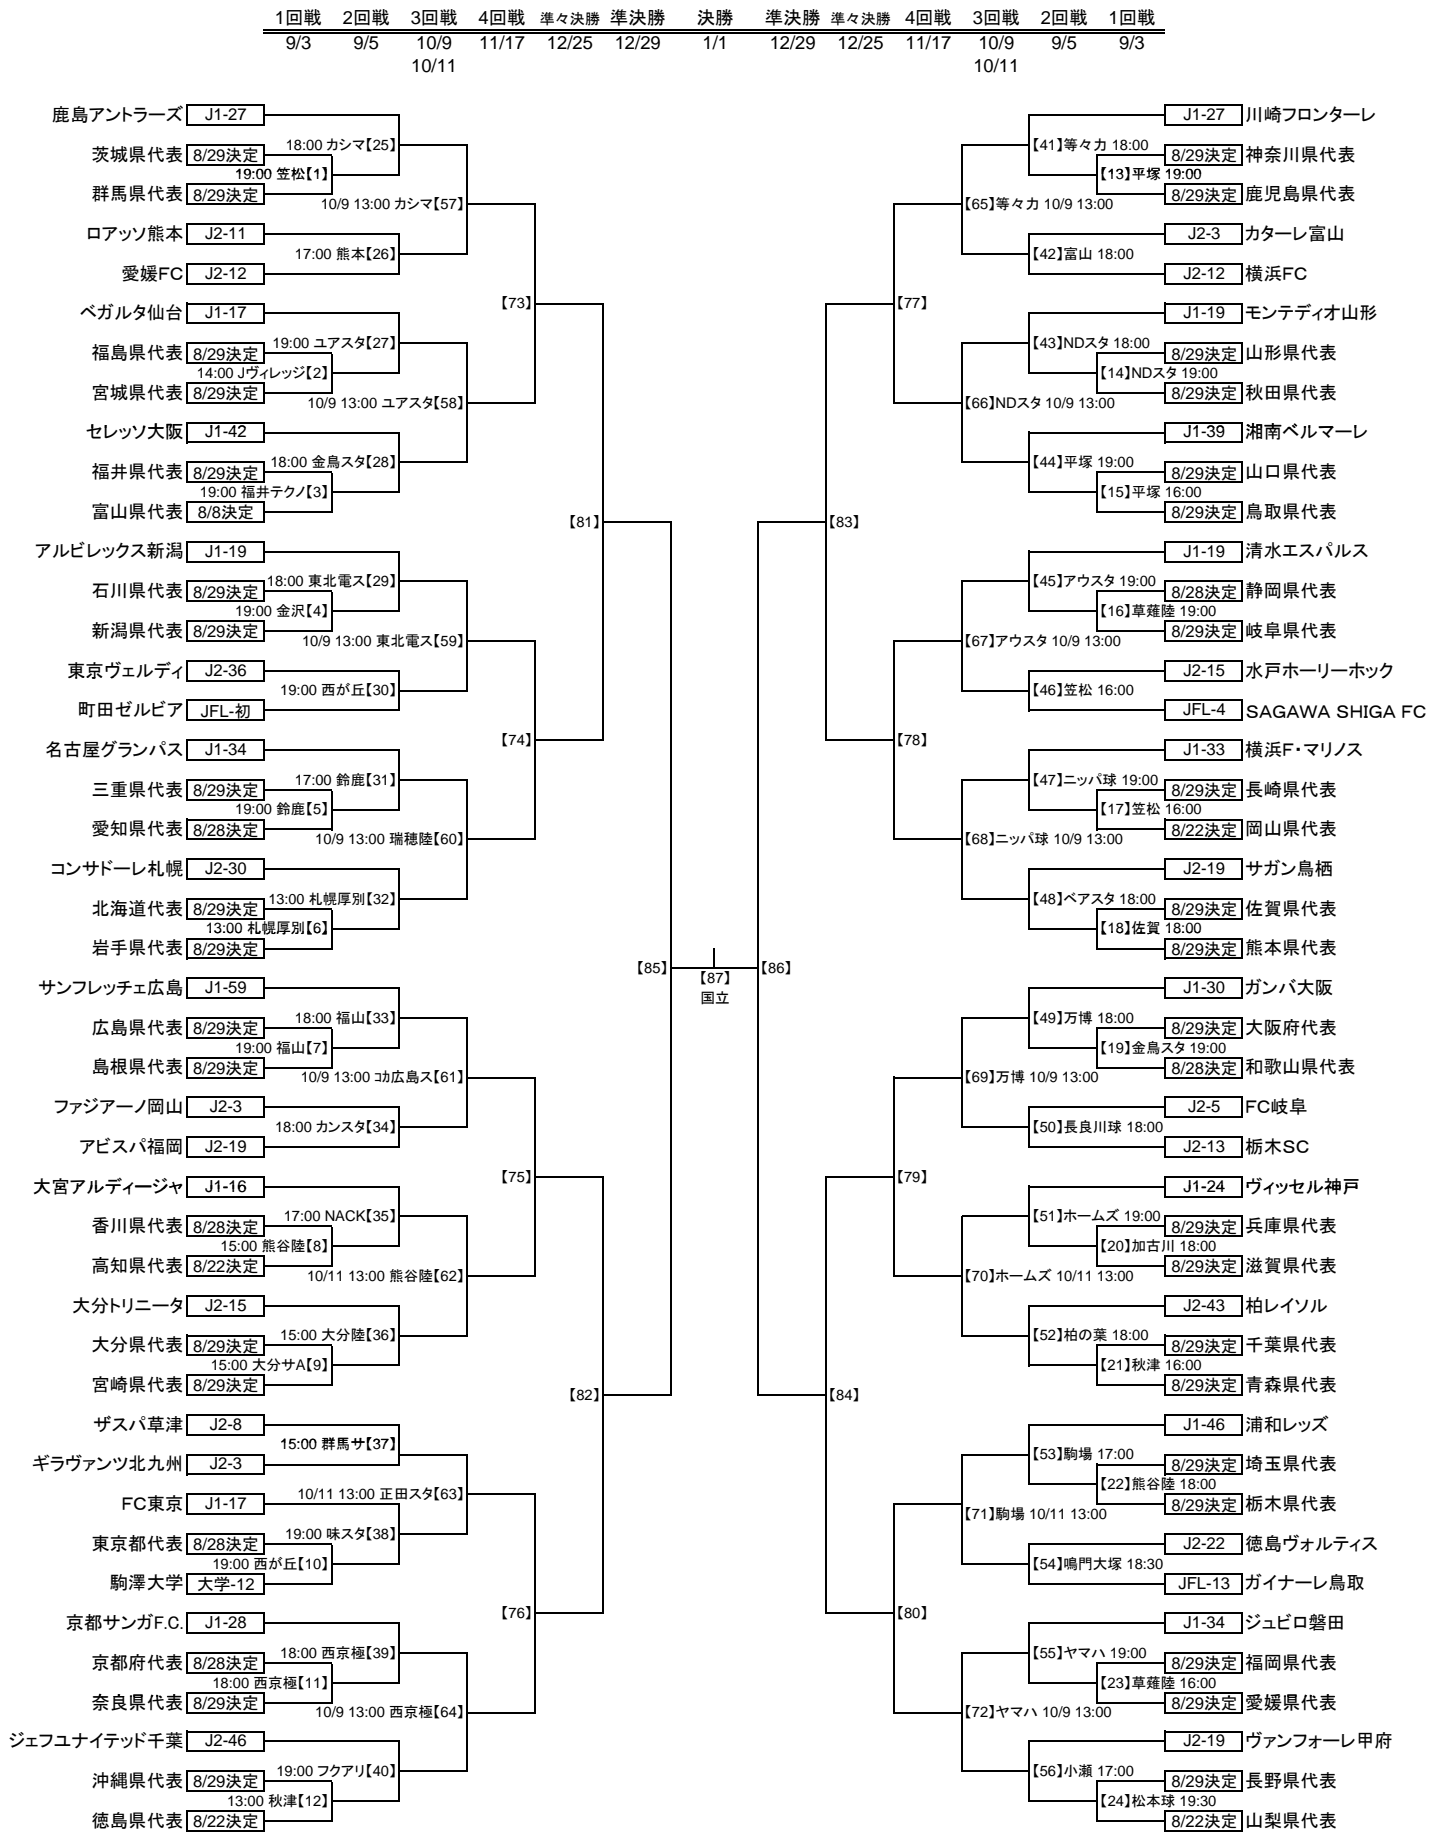 1回戦 2回戦 3回戦 4回戦 準々決勝 準決勝 決勝 準決勝 準々決勝 4回戦 3回戦 2回戦 1回戦
9/3 9/5 10/9 11/17 12/25 12/29 1/1 12/29 12/25 11/17 10/9 9/5 9/3
10/11 10/11
鹿島アントラーズ J1-27
18:00 カシマ【25】
茨城県代表 8/29決定
19:00 笠松【1】
群馬県代表 8/29決定
10/9 13:00 カシマ【57】
ロアッソ熊本 J2-11
17:00 熊本【26】
愛媛FC J2-12
【73】
ベガルタ仙台 J1-17
19:00 ユアスタ【27】
福島県代表 8/29決定
14:00 Jヴィレッジ【2】
宮城県代表 8/29決定
10/9 13:00 ユアスタ【58】
セレッソ大阪 J1-42
18:00 金鳥スタ【28】
福井県代表 8/29決定
19:00 福井テクノ【3】
富山県代表 8/8決定
【81】
アルビレックス新潟 J1-19
18:00 東北電ス【29】
石川県代表 8/29決定
19:00 金沢【4】
新潟県代表 8/29決定
10/9 13:00 東北電ス【59】
東京ヴェルディ J2-36
19:00 西が丘【30】
町田ゼルビア JFL-初
【74】
名古屋グランパス J1-34
17:00 鈴鹿【31】
三重県代表 8/29決定
19:00 鈴鹿【5】
愛知県代表 8/28決定
10/9 13:00 瑞穂陸【60】
コンサドーレ札幌 J2-30
13:00 札幌厚別【32】
北海道代表 8/29決定
13:00 札幌厚別【6】
岩手県代表 8/29決定
【85】
サンフレッチェ広島 J1-59
18:00 福山【33】
広島県代表 8/29決定
19:00 福山【7】
島根県代表 8/29決定
10/9 13:00 コカ広島ス【61】
ファジアーノ岡山 J2-3
18:00 カンスタ【34】
アビスパ福岡 J2-19
【75】
大宮アルディージャ J1-16
17:00 NACK【35】
香川県代表 8/28決定
15:00 熊谷陸【8】
高知県代表 8/22決定
10/11 13:00 熊谷陸【62】
大分トリニータ J2-15
15:00 大分陸【36】
大分県代表 8/29決定
15:00 大分サA【9】
宮崎県代表 8/29決定
【82】
ザスパ草津 J2-8
15:00 群馬サ【37】
ギラヴァンツ北九州 J2-3
10/11 13:00 正田スタ【63】
FC東京 J1-17
19:00 味スタ【38】
東京都代表 8/28決定
19:00 西が丘【10】
駒澤大学 大学-12
【76】
京都サンガF.C. J1-28
18:00 西京極【39】
京都府代表 8/28決定
18:00 西京極【11】
奈良県代表 8/29決定
10/9 13:00 西京極【64】
ジェフユナイテッド千葉 J2-46
19:00 フクアリ【40】
沖縄県代表 8/29決定
13:00 秋津【12】
徳島県代表 8/22決定
【87】
国立
J1-27 川崎フロンターレ
【41】等々力 18:00
8/29決定 神奈川県代表
【13】平塚 19:00
8/29決定 鹿児島県代表
【65】等々力 10/9 13:00
J2-3 カターレ富山
【42】富山 18:00
J2-12 横浜FC
【77】
J1-19 モンテディオ山形
【43】NDスタ 18:00
8/29決定 山形県代表
【14】NDスタ 19:00
8/29決定 秋田県代表
【66】NDスタ 10/9 13:00
J1-39 湘南ベルマーレ
【44】平塚 19:00
8/29決定 山口県代表
【15】平塚 16:00
8/29決定 鳥取県代表
【83】
J1-19 清水エスパルス
【45】アウスタ 19:00
8/28決定 静岡県代表
【16】草薙陸 19:00
8/29決定 岐阜県代表
【67】アウスタ 10/9 13:00
J2-15 水戸ホーリーホック
【46】笠松 16:00
JFL-4 SAGAWA SHIGA FC
【78】
J1-33 横浜F・マリノス
【47】ニッパ球 19:00
8/29決定 長崎県代表
【17】笠松 16:00
8/22決定 岡山県代表
【68】ニッパ球 10/9 13:00
J2-19 サガン鳥栖
【48】ベアスタ 18:00
8/29決定 佐賀県代表
【18】佐賀 18:00
8/29決定 熊本県代表
【86】
J1-30 ガンバ大阪
【49】万博 18:00
8/29決定 大阪府代表
【19】金鳥スタ 19:00
8/28決定 和歌山県代表
【69】万博 10/9 13:00
J2-5 FC岐阜
【50】長良川球 18:00
J2-13 栃木SC
【79】
J1-24 ヴィッセル神戸
【51】ホームズ 19:00
8/29決定 兵庫県代表
【20】加古川 18:00
8/29決定 滋賀県代表
【70】ホームズ 10/11 13:00
J2-43 柏レイソル
【52】柏の葉 18:00
8/29決定 千葉県代表
【21】秋津 16:00
8/29決定 青森県代表
【84】
J1-46 浦和レッズ
【53】駒場 17:00
8/29決定 埼玉県代表
【22】熊谷陸 18:00
8/29決定 栃木県代表
【71】駒場 10/11 13:00
J2-22 徳島ヴォルティス
【54】鳴門大塚 18:30
JFL-13 ガイナーレ鳥取
【80】
J1-34 ジュビロ磐田
【55】ヤマハ 19:00
8/29決定 福岡県代表
【23】草薙陸 16:00
8/29決定 愛媛県代表
【72】ヤマハ 10/9 13:00
J2-19 ヴァンフォーレ甲府
【56】小瀬 17:00
8/29決定 長野県代表
【24】松本球 19:30
8/22決定 山梨県代表